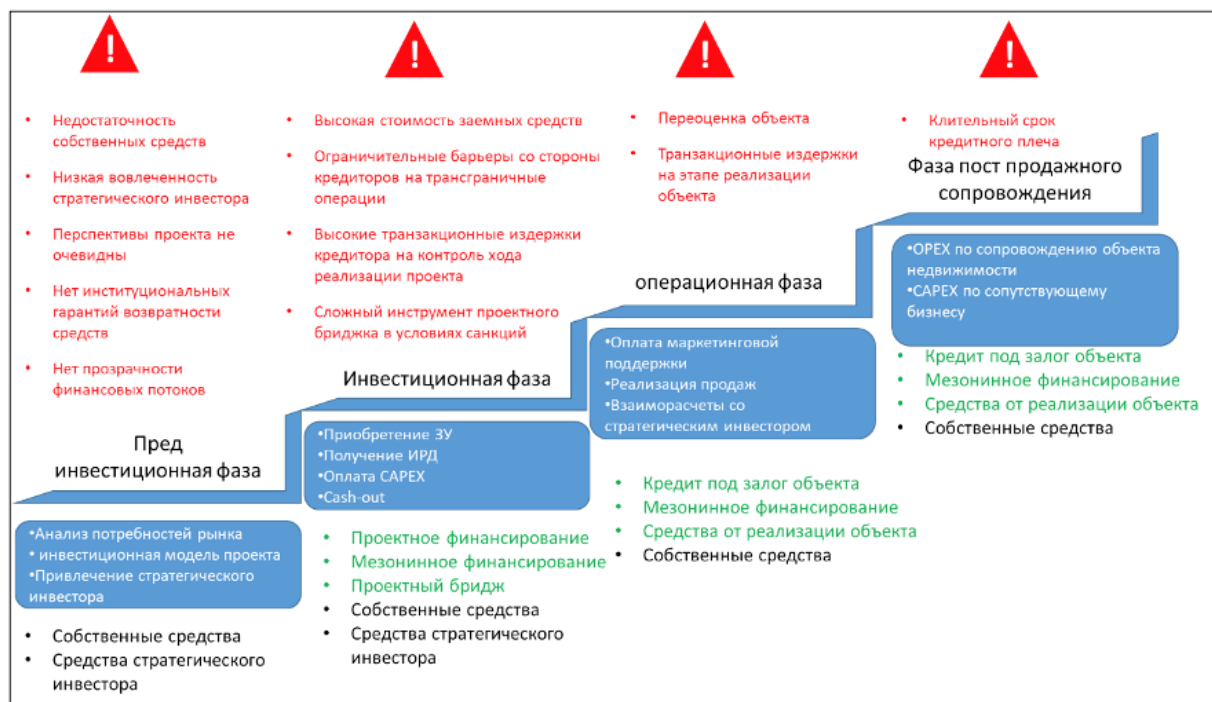 !
• Недостаточность
собственных средств
• Низкая вовлеченность
стратегического инвестора
• Перспективы проекта не
очевидны
• Нет институциональных
гарантий возвратности
средств
• Нет прозрачности
финансовых потоков
Пред
инвестиционная фаза
•Анализ потребностей рынка
• инвестиционная модель проекта
•Привлечение стратегического
инвестора
• Собственные средства
• Средства стратегического
инвестора
!
• Высокая стоимость заемных средств
• Ограничительные барьеры со стороны
кредиторов на трансграничные
операции
• Высокие транзакционные издержки
кредитора на контроль хода
реализации проекта
• Сложный инструмент проектного
бриджка в условиях санкций
Инвестиционная фаза
•Приобретение ЗУ
•Получение ИРД
•Оплата CAPEX
•Cash-out
• Проектное финансирование
• Мезонинное финансирование
• Проектный бридж
• Собственные средства
• Средства стратегического
инвестора
!
• Переоценка объекта
• Транзакционные издержки
на этапе реализации
объекта
операционная фаза
•Оплата маркетинговой
поддержки
•Реализация продаж
•Взаиморасчеты со
стратегическим инвестором
• Кредит под залог объекта
• Мезонинное финансирование
• Средства от реализации объекта
• Собственные средства
!
• Клительный срок
кредитного плеча
Фаза пост продажного
сопровождения
•OPEX по сопровождению объекта
недвижимости
•CAPEX по сопутствующему
бизнесу
• Кредит под залог объекта
• Мезонинное финансирование
• Средства от реализации объекта
• Собственные средства